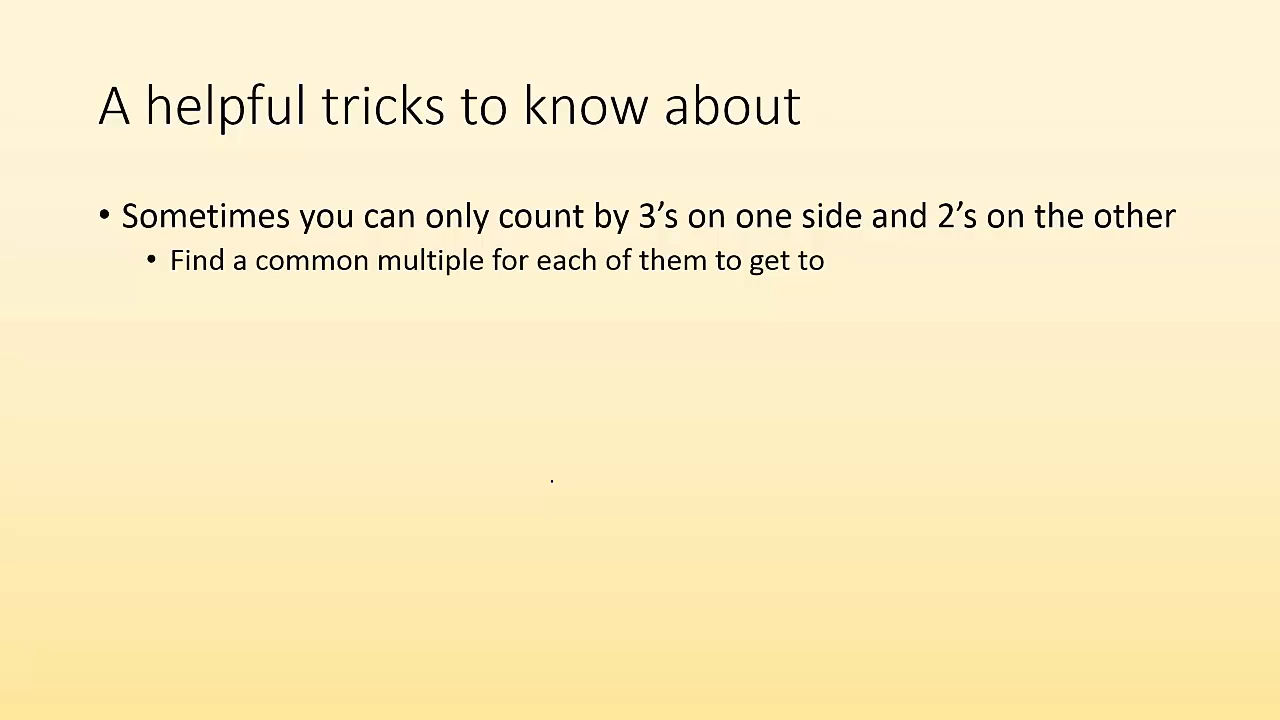 A helpful tricks to know about
• Sometimes you can only count by 3’s on one side and 2’s on the other
• Find a common multiple for each of them to get to